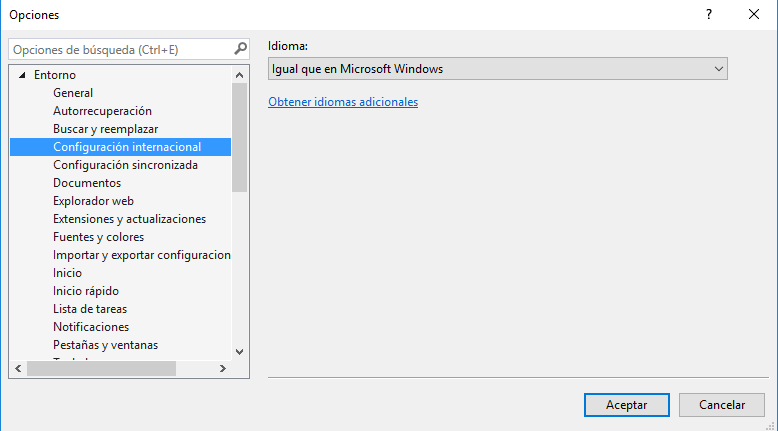 Opciones
?
Opciones de búsqueda (Ctrl+E)
Entorno
General
Autorrecuperación
Buscar y reemplazar
Configuración internacional
Configuración sincronizada
Documentos
Explorador web
Extensiones y actualizaciones
Fuentes y colores
Importar y exportar configuracion
Inicio
Inicio rápido
Lista de tareas
Notificaciones
Pestañas y ventanas
Idioma:
Igual que en Microsoft Windows
Obtener idiomas adicionales
Aceptar
Cancelar